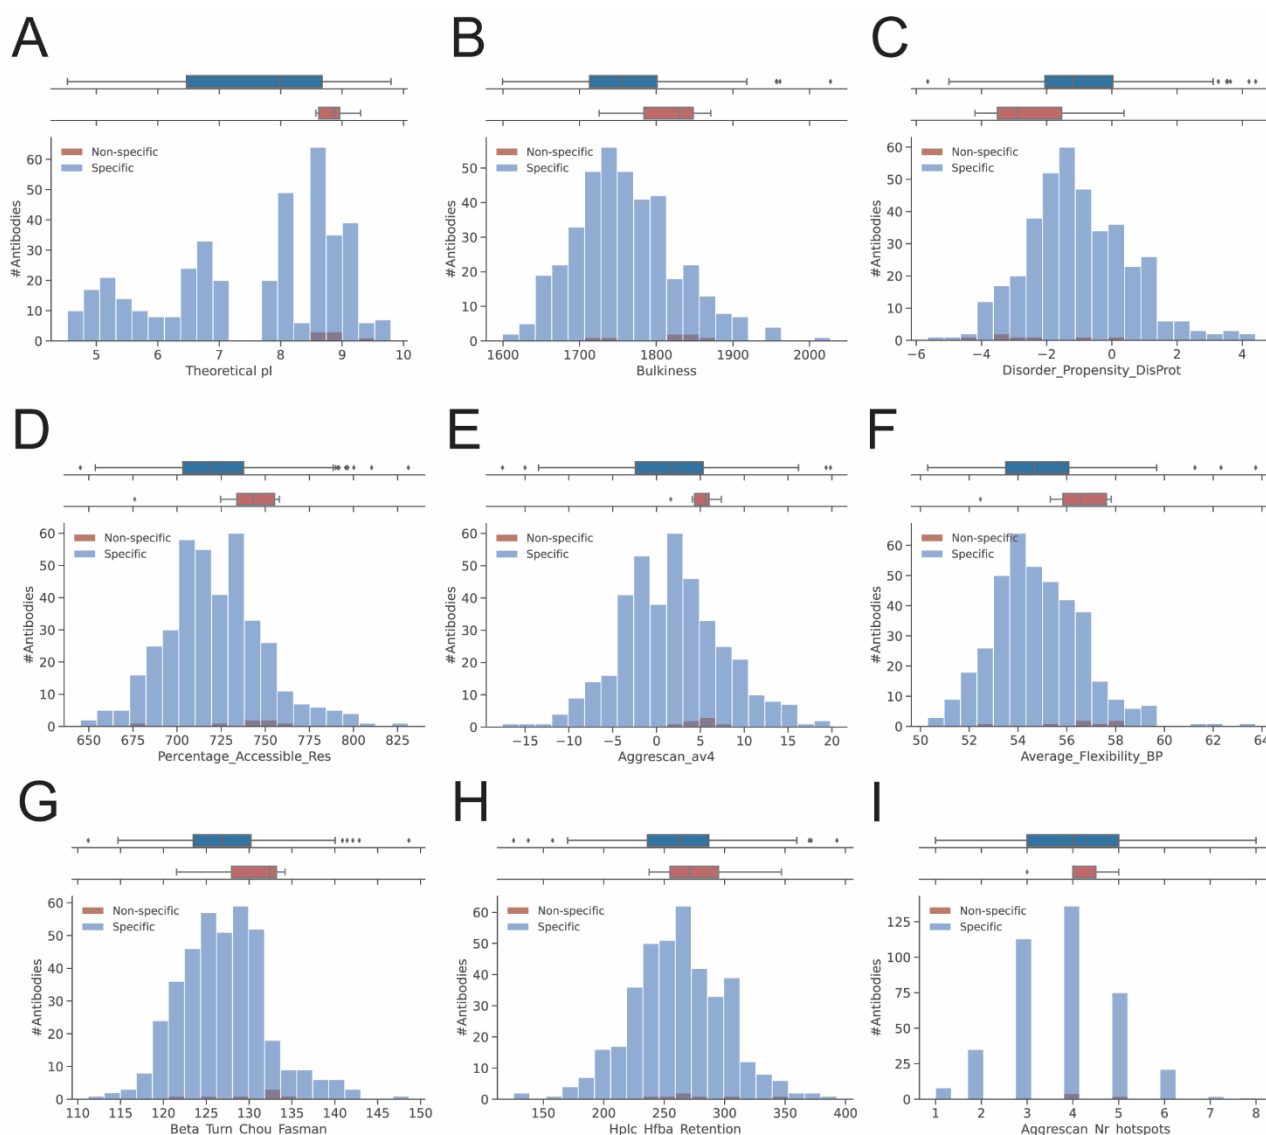 A
B
C
Non-specific
Specific
#Antibodies
60
50
40
30
20
10
0
5
6
7
8
9
10
Theoretical pI
Non-specific
Specific
#Antibodies
50
40
30
20
10
0
1600
1700
1800
1900
2000
Bulkiness
Non-specific
Specific
#Antibodies
60
50
40
30
20
10
0
−6
−4
−2
0
2
4
Disorder_Propensity_DisProt
D
E
F
Non-specific
Specific
#Antibodies
60
50
40
30
20
10
0
650
675
700
725
750
775
800
825
Percentage_Accessible_Res
Non-specific
Specific
#Antibodies
60
50
40
30
20
10
0
−15
−10
−5
0
5
10
15
20
Aggrescan_av4
Non-specific
Specific
#Antibodies
60
50
40
30
20
10
0
50
52
54
56
58
60
62
64
Average_Flexibility_BP
G
H
I
Non-specific
Specific
#Antibodies
60
50
40
30
20
10
0
110
115
120
125
130
135
140
145
150
Beta_Turn_Chou_Fasman
Non-specific
Specific
#Antibodies
60
50
40
30
20
10
0
150
200
250
300
350
400
Hplc_Hfba_Retention
Non-specific
Specific
#Antibodies
125
100
75
50
25
0
1
2
3
4
5
6
7
8
Aggrescan_Nr_hotspots